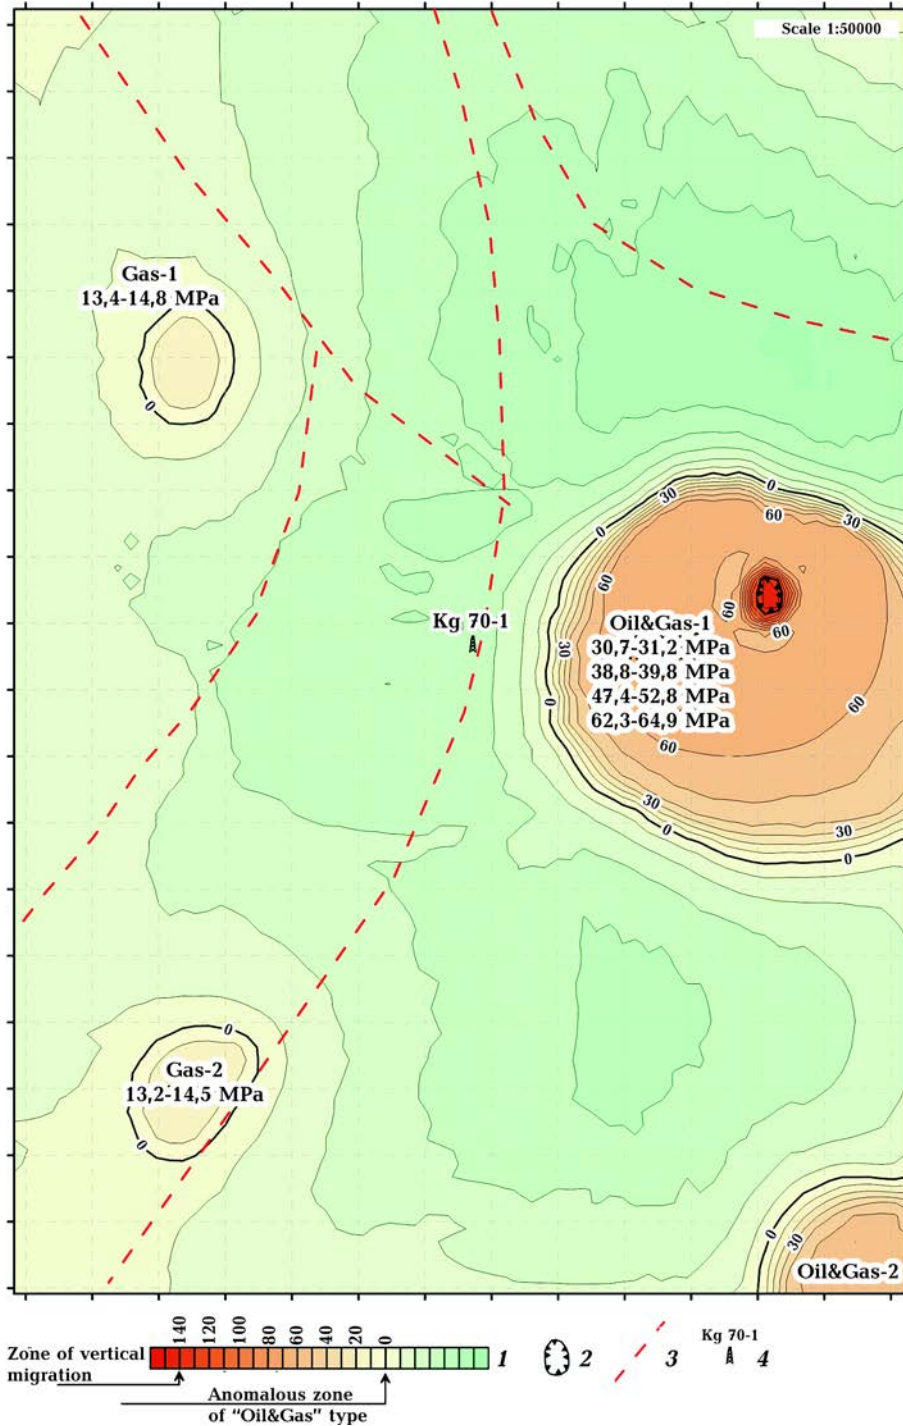 Scale 1:50000
Gas-1
13,4-14,8 MPa
0
0
30
30
60
0
60
60
60
Kg 70-1
Oil&Gas-1
30,7-31,2 MPa
38,8-39,8 MPa
47,4-52,8 MPa
62,3-64,9 MPa
30
0
60
60
30
0
30
0
0
Gas-2
13,2-14,5 MPa
0
0
30
Oil&Gas-2
140 120 100 80 60 40 20 0
Zone of vertical
migration
Anomalous zone
of "Oil&Gas" type
1
2
3
Kg 70-1
4